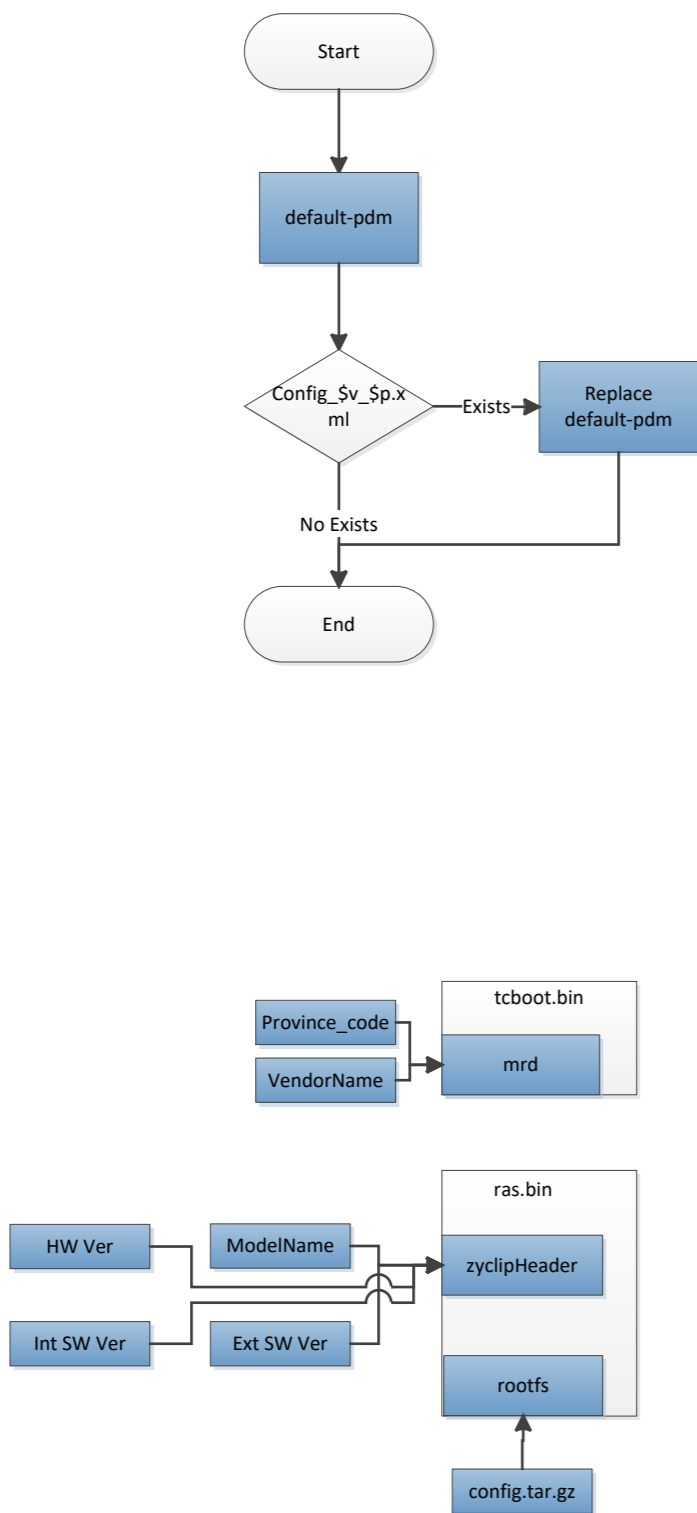 Start
default-pdm
Config_$v_$p.x
ml
Exists
Replace
default-pdm
No Exists
End
tcboot.bin
Province_code
mrd
VendorName
ras.bin
HW Ver
ModelName
zyclipHeader
Int SW Ver
Ext SW Ver
rootfs
config.tar.gz